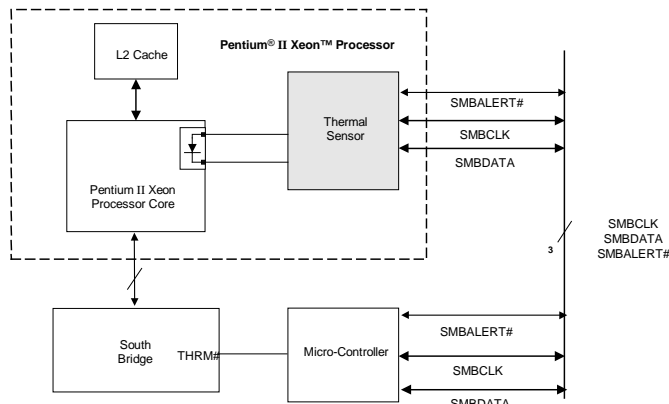 Pentium® II Xeon™ Processor
L2 Cache
Thermal
Sensor
SMBALERT#
SMBCLK
SMBDATA
Pentium II Xeon
Processor Core
SMBCLK
SMBDATA
SMBALERT#
3
South
Bridge
THRM#
Micro-Controller
SMBALERT#
SMBCLK
SMBDATA